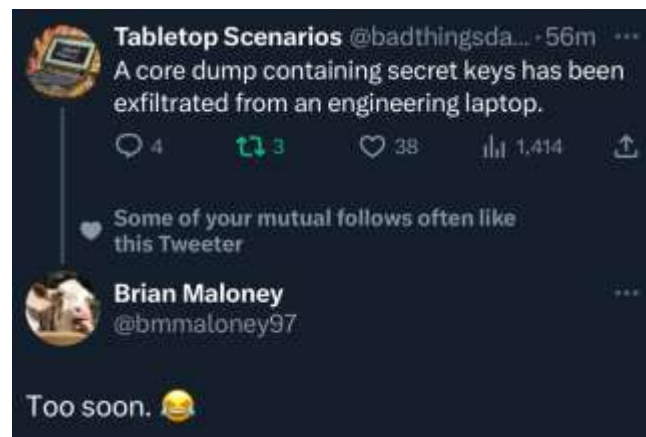 Tabletop Scenarios @badthingsda... · 56m ...
A core dump containing secret keys has been
exfiltrated from an engineering laptop.
4 3 38 1,414
Some of your mutual follows often like
this Tweeter
Brian Maloney ...
@bmmaloney97
Too soon. 😂